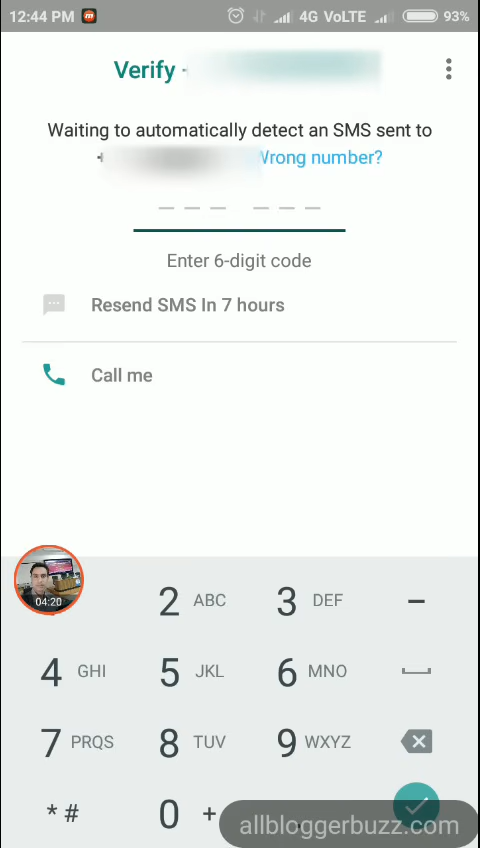 12:44 PM 4G VoLTE 93%
Verify
Waiting to automatically detect an SMS sent to
Wrong number?
Enter 6-digit code
Resend SMS In 7 hours
Call me
04:20
2 ABC 3 DEF –
4 GHI 5 JKL 6 MNO
7 PRQS 8 TUV 9 WXYZ
* # 0 +
allbloggerbuzz.com